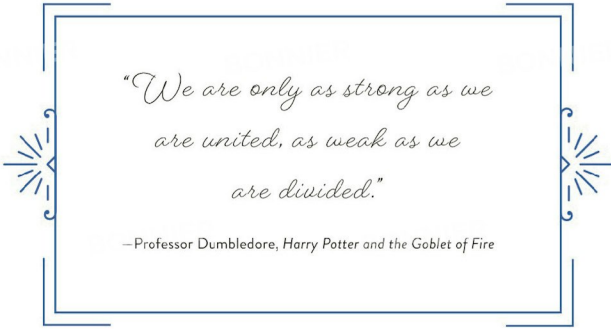 “We are only as strong as we
are united, as weak as we
are divided.”
—Professor Dumbledore, Harry Potter and the Goblet of Fire